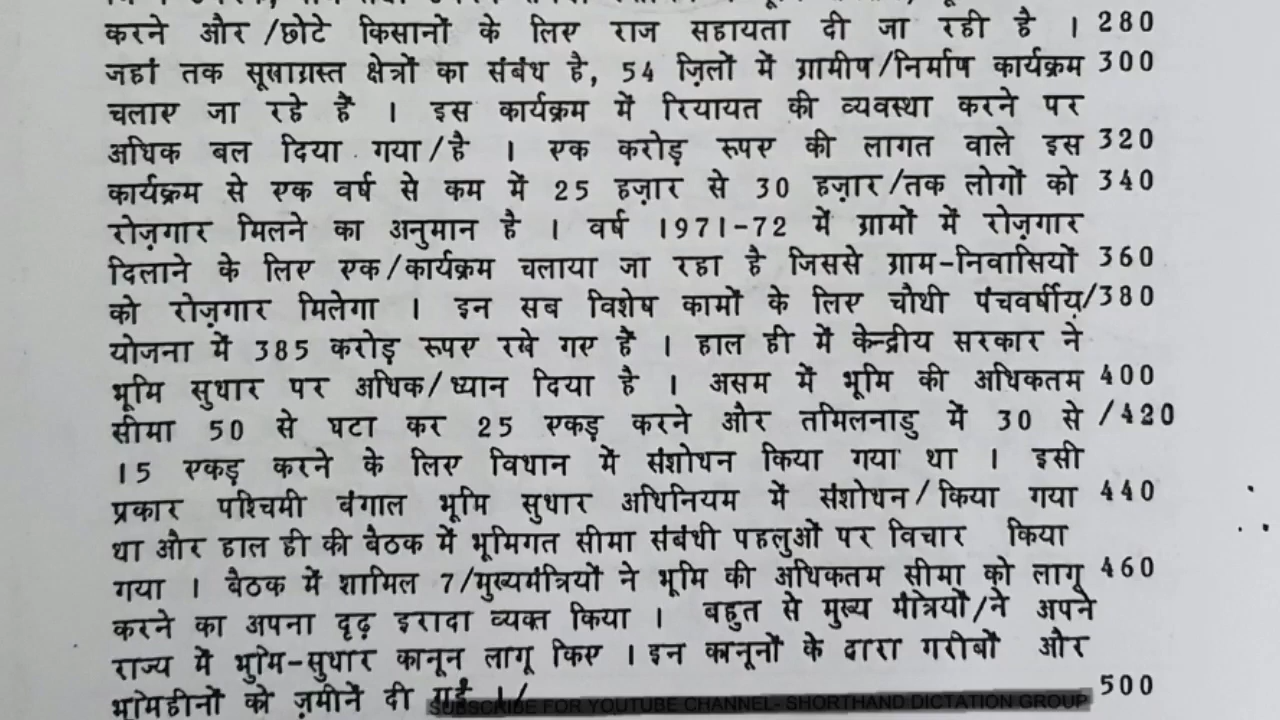 करने और /छोटे किसानों के लिए राज सहायता दी जा रही है । 280
जहां तक सूखाग्रस्त क्षेत्रों का संबंध है, 54 ज़िलों में ग्रामीण/निर्माण कार्यक्रम 300
चलाए जा रहे हैं । इस कार्यक्रम में रियायत की व्यवस्था करने पर
अधिक बल दिया गया/है । एक करोड़ रूपए की लागत वाले इस 320
कार्यक्रम से एक वर्ष से कम में 25 हज़ार से 30 हज़ार/तक लोगों को 340
रोज़गार मिलने का अनुमान है । वर्ष 1971-72 में ग्रामों में रोज़गार
दिलाने के लिए एक/कार्यक्रम चलाया जा रहा है जिससे ग्राम-निवासियों 360
को रोज़गार मिलेगा । इन सब विशेष कामों के लिए चौथी पंचवर्षीय/380
योजना में 385 करोड़ रूपए रखे गए हैं । हाल ही में केन्द्रीय सरकार ने
भूमि सुधार पर अधिक/ध्यान दिया है । असम में भूमि की अधिकतम 400
सीमा 50 से घटा कर 25 एकड़ करने और तमिलनाडु में 30 से /420
15 एकड़ करने के लिए विधान में संशोधन किया गया था । इसी
प्रकार पश्चिमी बंगाल भूमि सुधार अधिनियम में संशोधन/किया गया 440
था और हाल ही की बैठक में भूमिगत सीमा संबंधी पहलुओं पर विचार किया
गया । बैठक में शामिल 7/मुख्यमंत्रियों ने भूमि की अधिकतम सीमा को लागू 460
करने का अपना दृढ़ इरादा व्यक्त किया । बहुत से मुख्य मंत्रियों/ने अपने
राज्य में भुमि-सुधार कानून लागू किए । इन कानूनों के द्वारा गरीबों और
भूमिहीनों को ज़मीनें दी गईं ।/ 500
SUBSCRIBE FOR YOUTUBE CHANNEL- SHORTHAND DICTATION GROUP